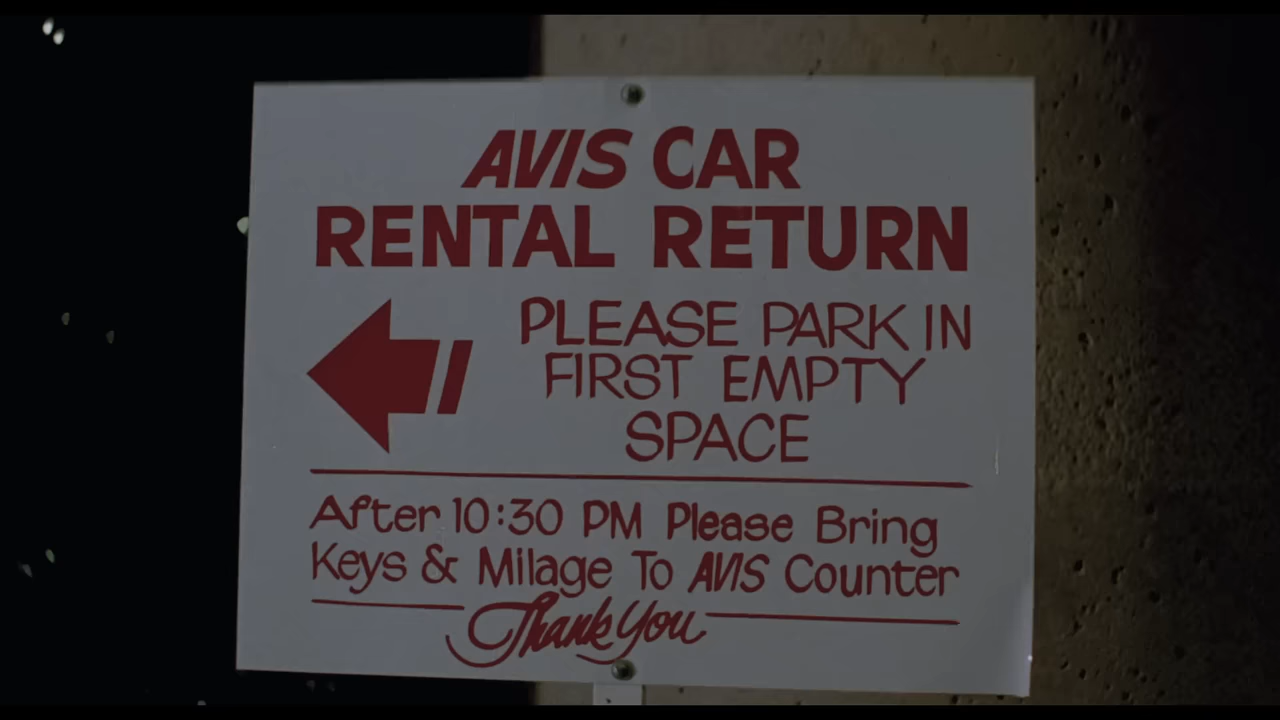 AVIS CAR
RENTAL RETURN
PLEASE PARK IN
FIRST EMPTY
SPACE
After 10:30 PM Please Bring
Keys & Milage To AVIS Counter
Thank You